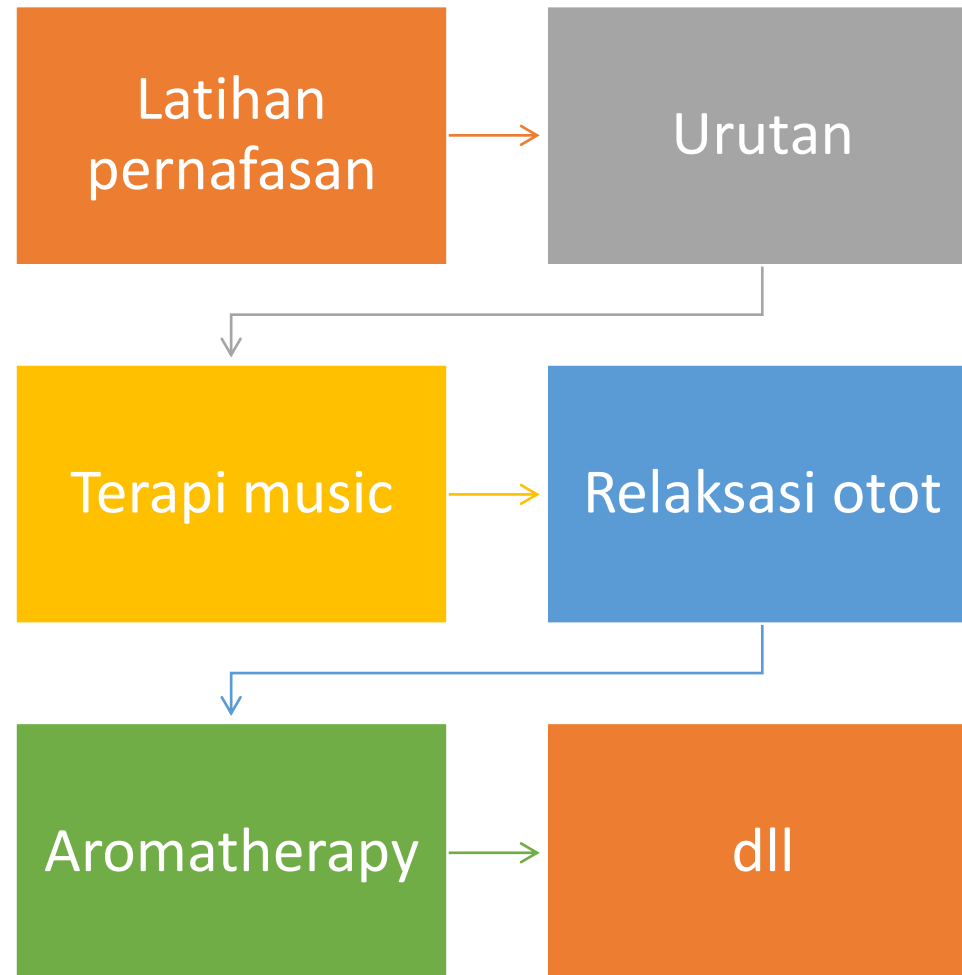 Latihan
pernafasan
Urutan
Terapi music
Relaksasi otot
Aromatherapy
dll